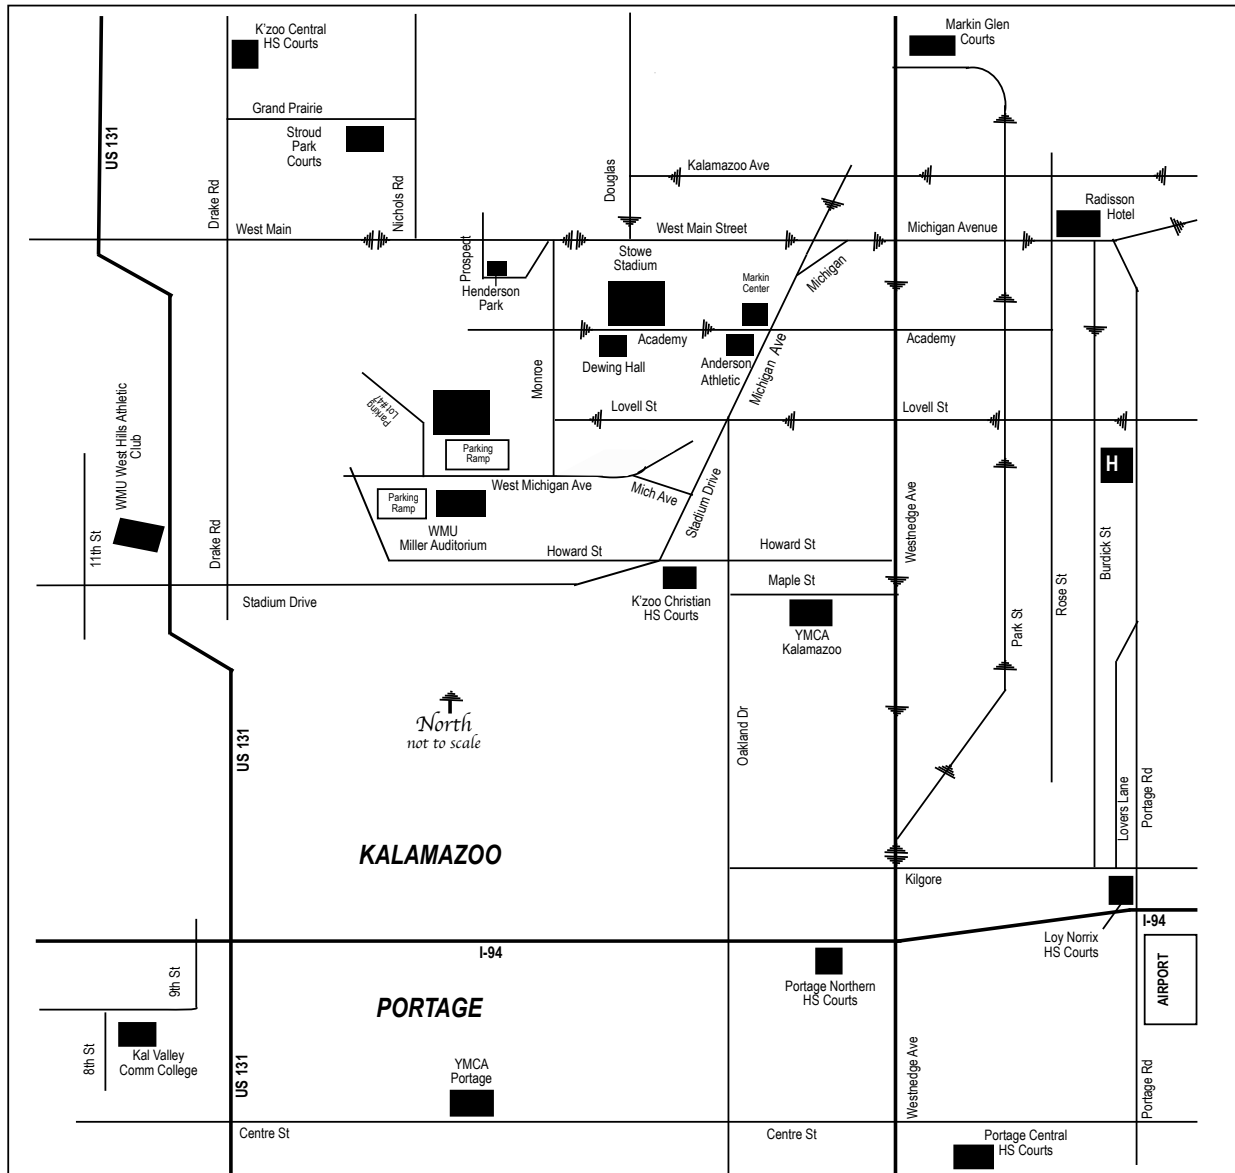 K'zoo Central
HS Courts
Markin Glen
Courts
Grand Prairie
Stroud
Park
Courts
US 131
Drake Rd
Nichols Rd
Douglas
Kalamazoo Ave
Radisson
Hotel
West Main
West Main Street
Michigan Avenue
Prospect
Stowe
Stadium
Henderson
Park
Markin
Center
Michigan
Academy
Academy
Dewing Hall
Anderson
Athletic
Michigan Ave
Monroe
Lovell St
Lovell St
Parking
Lot #47
Parking
Ramp
H
WMU West Hills Athletic
Club
West Michigan Ave
Mich Ave
Parking
Ramp
WMU
Miller Auditorium
Stadium Drive
Westnedge Ave
11th St
Drake Rd
Howard St
Howard St
Burdick St
Maple St
Rose St
Stadium Drive
K'zoo Christian
HS Courts
YMCA
Kalamazoo
Park St
North
not to scale
US 131
Oakland Dr
Lovers Lane
Portage Rd
KALAMAZOO
Kilgore
I-94
I-94
Loy Norrix
HS Courts
AIRPORT
9th St
Portage Northern
HS Courts
PORTAGE
8th St
Kal Valley
Comm College
US 131
YMCA
Portage
Westnedge Ave
Portage Rd
Centre St
Centre St
Portage Central
HS Courts